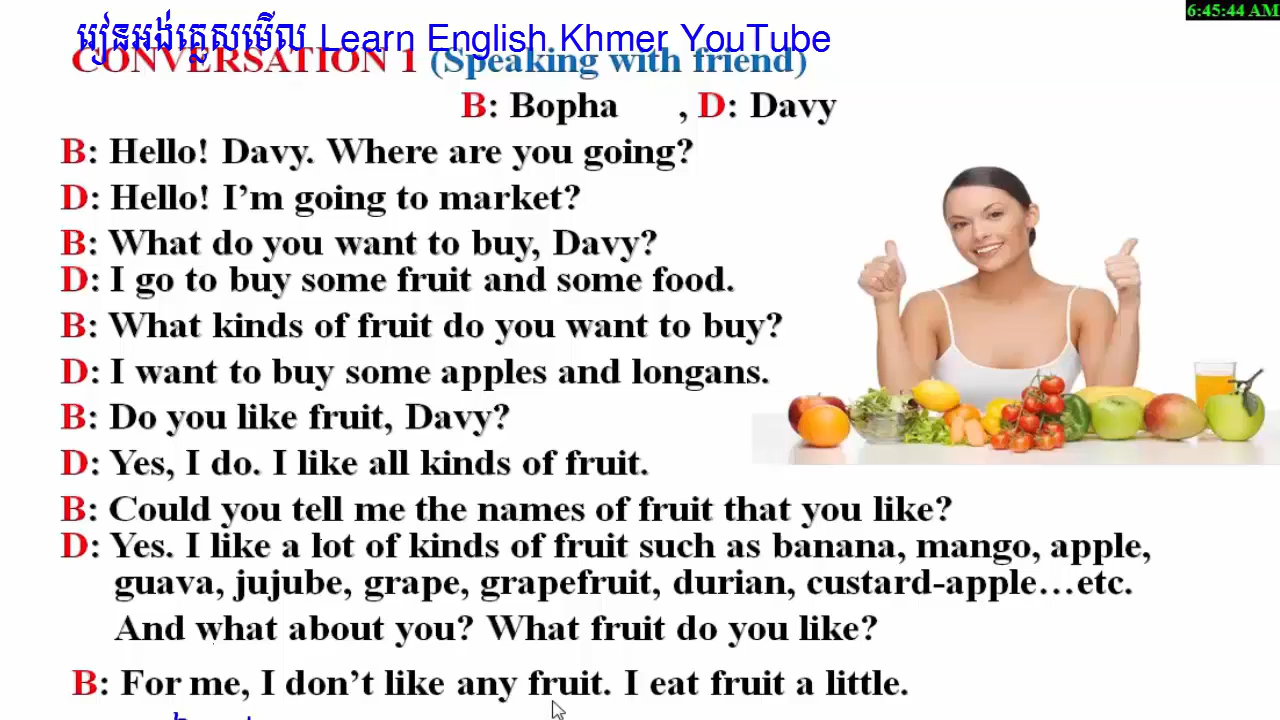 6:45:44 AM
រៀនអង់គ្លេសមើល Learn English Khmer YouTube
CONVERSATION 1 (Speaking with friend)
B: Bopha , D: Davy
B: Hello! Davy. Where are you going?
D: Hello! I’m going to market?
B: What do you want to buy, Davy?
D: I go to buy some fruit and some food.
B: What kinds of fruit do you want to buy?
D: I want to buy some apples and longans.
B: Do you like fruit, Davy?
D: Yes, I do. I like all kinds of fruit.
B: Could you tell me the names of fruit that you like?
D: Yes. I like a lot of kinds of fruit such as banana, mango, apple,
guava, jujube, grape, grapefruit, durian, custard-apple…etc.
And what about you? What fruit do you like?
B: For me, I don’t like any fruit. I eat fruit a little.